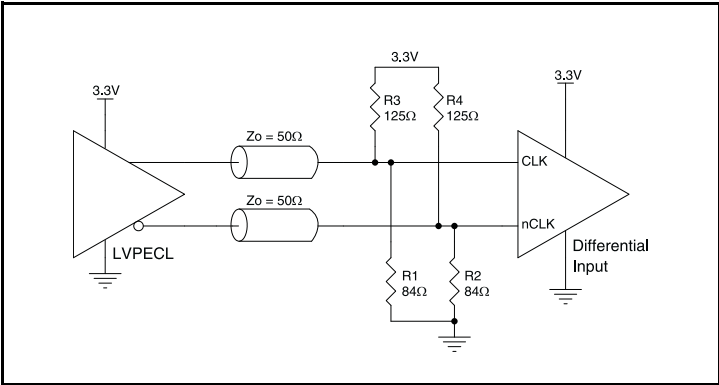 3.3V
3.3V
3.3V
R3
125Ω
R4
125Ω
Zo = 50Ω
CLK
Zo = 50Ω
nCLK
LVPECL
Differential
Input
R1
84Ω
R2
84Ω